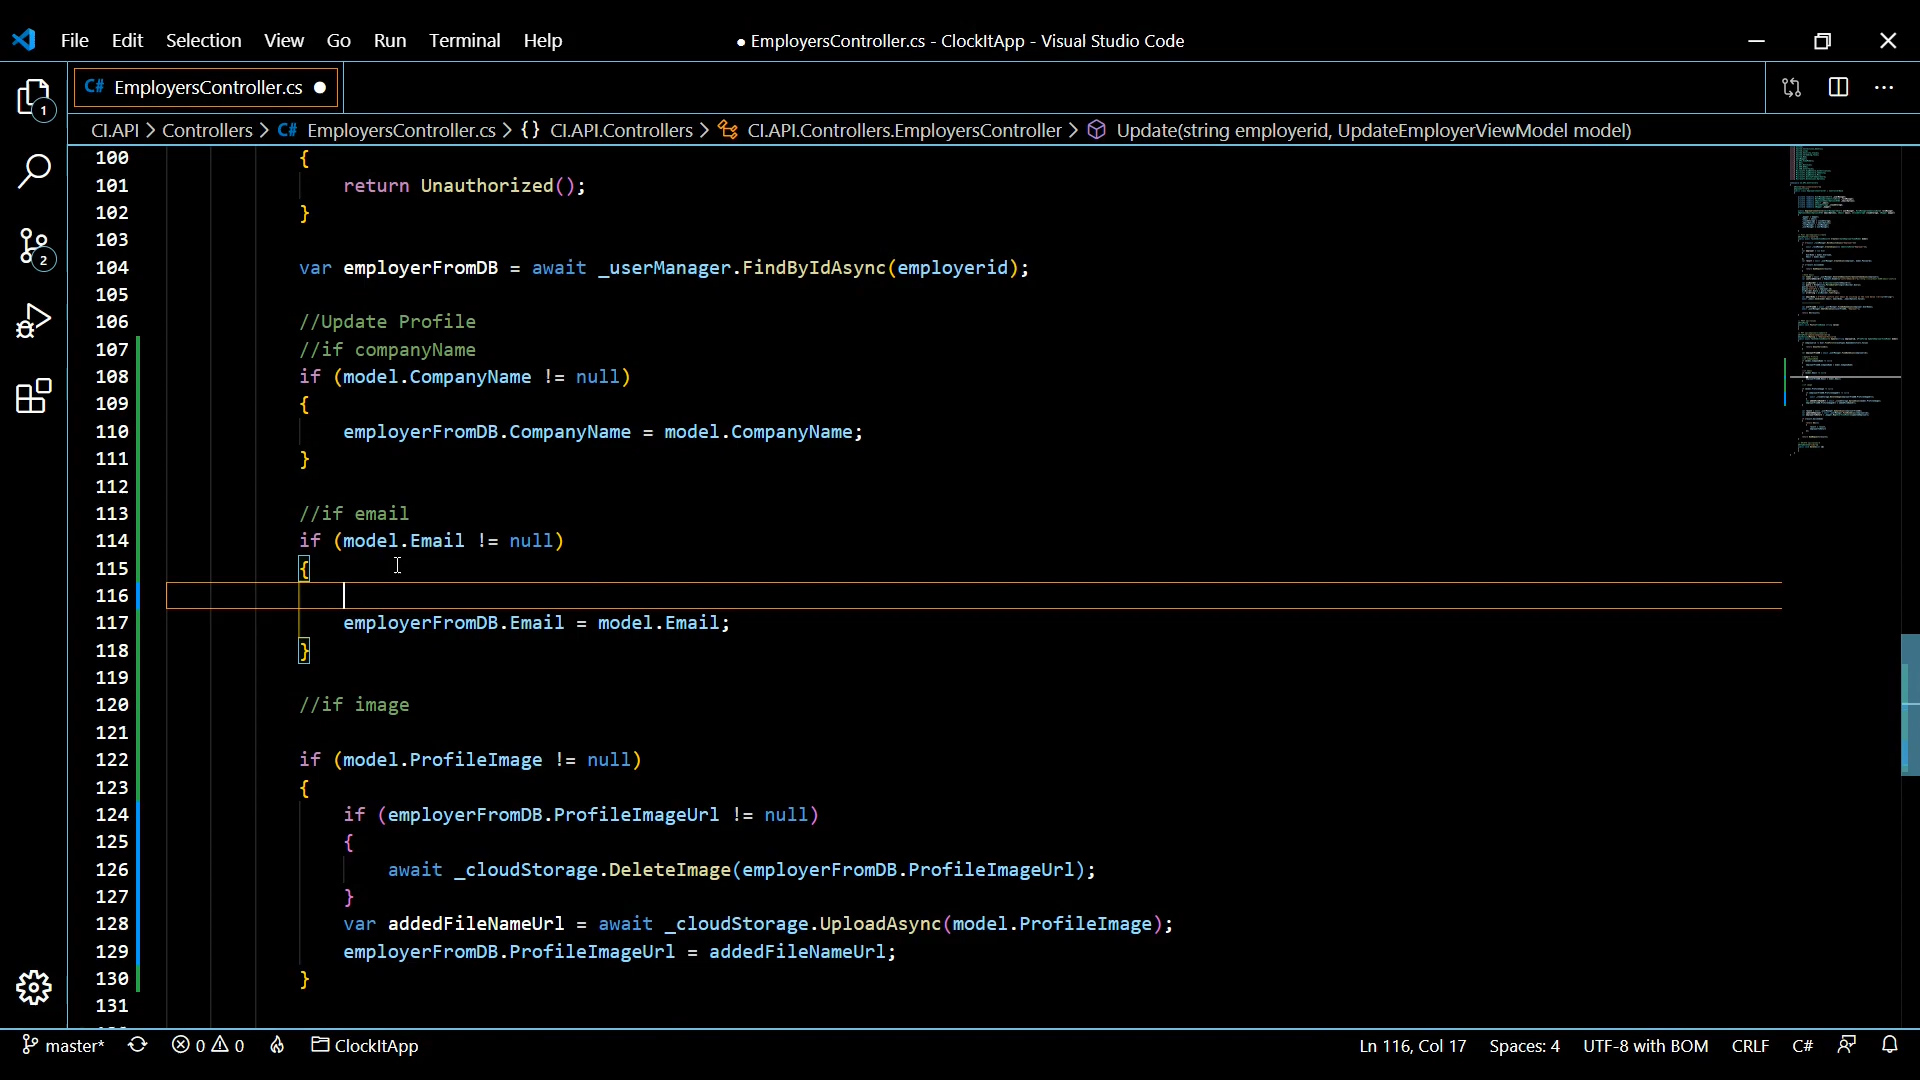 File Edit Selection View Go Run Terminal Help ● EmployersController.cs - ClockItApp - Visual Studio Code
C# EmployersController.cs ●
CI.API > Controllers > C# EmployersController.cs > {} CI.API.Controllers > CI.API.Controllers.EmployersController > Update(string employerid, UpdateEmployerViewModel model)
1
2
100 {
101 return Unauthorized();
102 }
103
104 var employerFromDB = await _userManager.FindByIdAsync(employerid);
105
106 //Update Profile
107 //if companyName
108 if (model.CompanyName != null)
109 {
110 employerFromDB.CompanyName = model.CompanyName;
111 }
112
113 //if email
114 if (model.Email != null)
115 {
116
117 employerFromDB.Email = model.Email;
118 }
119
120 //if image
121
122 if (model.ProfileImage != null)
123 {
124 if (employerFromDB.ProfileImageUrl != null)
125 {
126 await _cloudStorage.DeleteImage(employerFromDB.ProfileImageUrl);
127 }
128 var addedFileNameUrl = await _cloudStorage.UploadAsync(model.ProfileImage);
129 employerFromDB.ProfileImageUrl = addedFileNameUrl;
130 }
131
master* 0 0 ClockItApp Ln 116, Col 17 Spaces: 4 UTF-8 with BOM CRLF C#